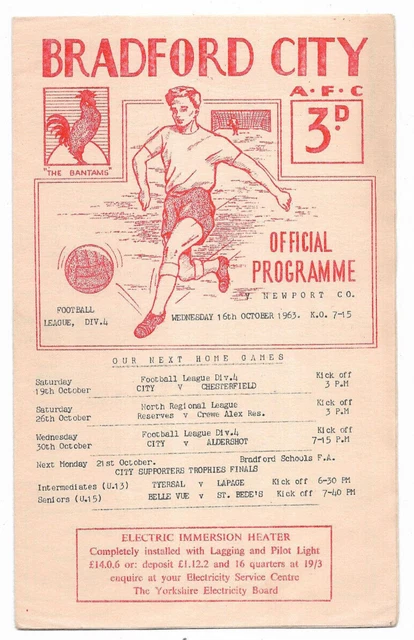 BRADFORD CITY
A·F·C
3D
"THE BANTAMS"
OFFICIAL
PROGRAMME
V NEWPORT CO.
FOOTBALL
LEAGUE, DIV.4
WEDNESDAY 16TH OCTOBER 1963. K.O. 7-15
OUR NEXT HOME GAMES
Saturday Football League Div.4 Kick off
19th October CITY V CHESTERFIELD 3 P.M
Saturday North Regional League Kick off
26th October Reserves v Crewe Alex Res. 3 P.M
Wednesday Football League Div.4 Kick off
30th October CITY v ALDERSHOT 7-15 P.M
Next Monday 21st October. Bradford Schools F.A.
CITY SUPPORTERS TROPHIES FINALS
Intermediates (U.13) TYERSAL v LAPAGE Kick off 6-30 PM
Seniors (U.15) BELLE VUE v ST. BEDE'S Kick off 7-40 PM
ELECTRIC IMMERSION HEATER
Completely installed with Lagging and Pilot Light
£14.0.6 or: deposit £1.12.2 and 16 quarters at 19/3
enquire at your Electricity Service Centre
The Yorkshire Electricity Board